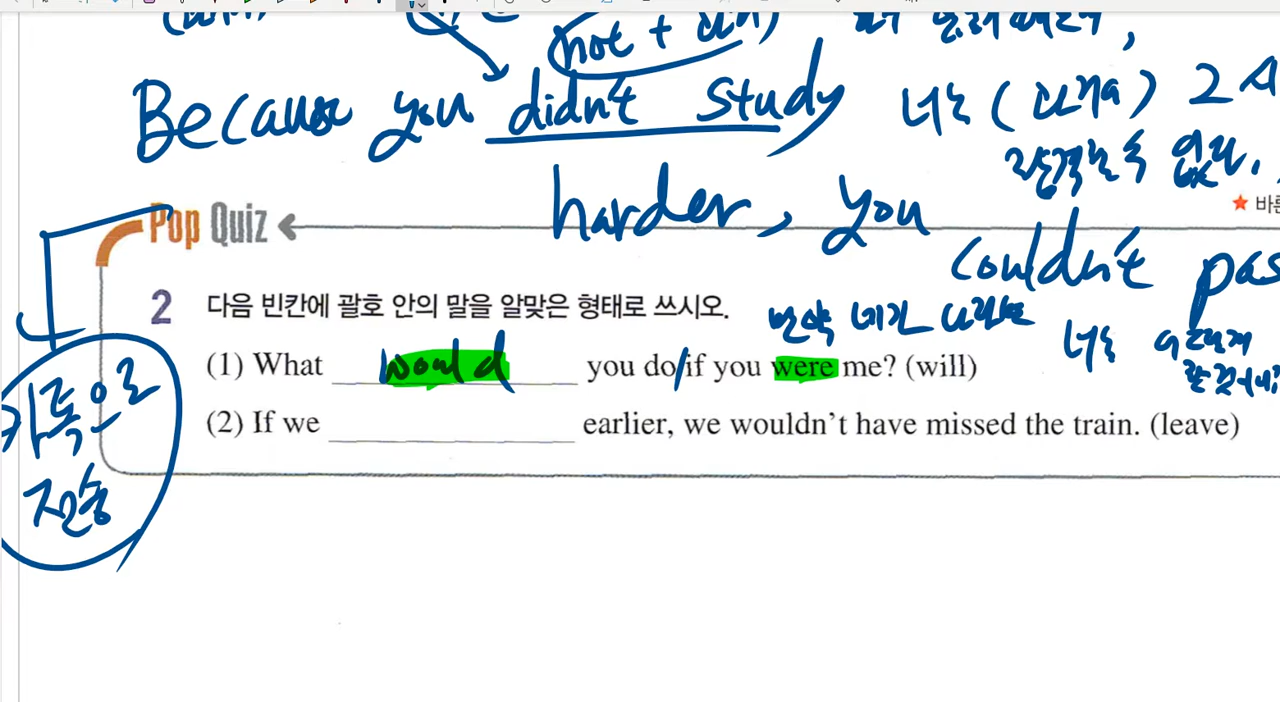 not +
Because you didn't study 너는 (과거에) 2
harder, you 합격할 수 없었다.
couldn't pas
Pop Quiz
★ 바른
2 다음 빈칸에 괄호 안의 말을 알맞은 형태로 쓰시오.
만약 네가 나라면 너는 어떻게
(1) What would you do/if you were me? (will)
(2) If we earlier, we wouldn't have missed the train. (leave)
카톡으로
전송